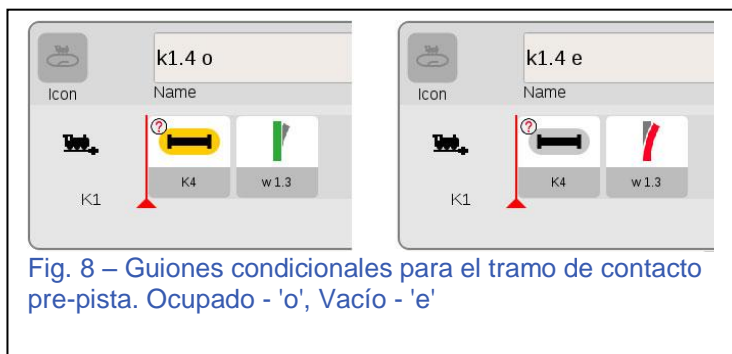 k1.4 o
Icon
Name
?
K1
K4
w 1.3
k1.4 e
Icon
Name
?
K1
K4
w 1.3
Fig. 8 – Guiones condicionales para el tramo de contacto
pre-pista. Ocupado - 'o', Vacío - 'e'